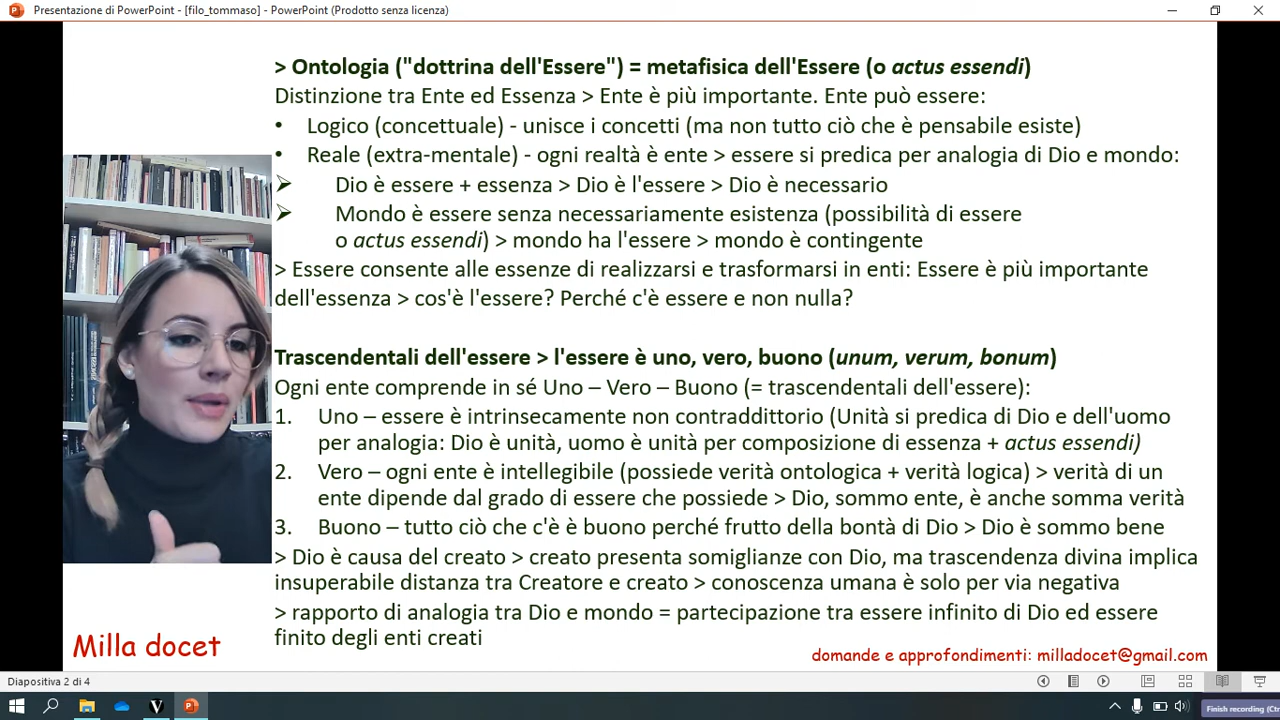 Presentazione di PowerPoint - [filo_tommaso] - PowerPoint (Prodotto senza licenza)
> Ontologia ("dottrina dell'Essere") = metafisica dell'Essere (o actus essendi)
Distinzione tra Ente ed Essenza > Ente è più importante. Ente può essere:
• Logico (concettuale) - unisce i concetti (ma non tutto ciò che è pensabile esiste)
• Reale (extra-mentale) - ogni realtà è ente > essere si predica per analogia di Dio e mondo:
➢ Dio è essere + essenza > Dio è l'essere > Dio è necessario
➢ Mondo è essere senza necessariamente esistenza (possibilità di essere
o actus essendi) > mondo ha l'essere > mondo è contingente
> Essere consente alle essenze di realizzarsi e trasformarsi in enti: Essere è più importante
dell'essenza > cos'è l'essere? Perché c'è essere e non nulla?
Trascendentali dell'essere > l'essere è uno, vero, buono (unum, verum, bonum)
Ogni ente comprende in sé Uno – Vero – Buono (= trascendentali dell'essere):
1. Uno – essere è intrinsecamente non contraddittorio (Unità si predica di Dio e dell'uomo
per analogia: Dio è unità, uomo è unità per composizione di essenza + actus essendi)
2. Vero – ogni ente è intellegibile (possiede verità ontologica + verità logica) > verità di un
ente dipende dal grado di essere che possiede > Dio, sommo ente, è anche somma verità
3. Buono – tutto ciò che c'è è buono perché frutto della bontà di Dio > Dio è sommo bene
> Dio è causa del creato > creato presenta somiglianze con Dio, ma trascendenza divina implica
insuperabile distanza tra Creatore e creato > conoscenza umana è solo per via negativa
> rapporto di analogia tra Dio e mondo = partecipazione tra essere infinito di Dio ed essere
finito degli enti creati
Milla docet
domande e approfondimenti: milladocet@gmail.com
Diapositiva 2 di 4
Finish recording (Ctr